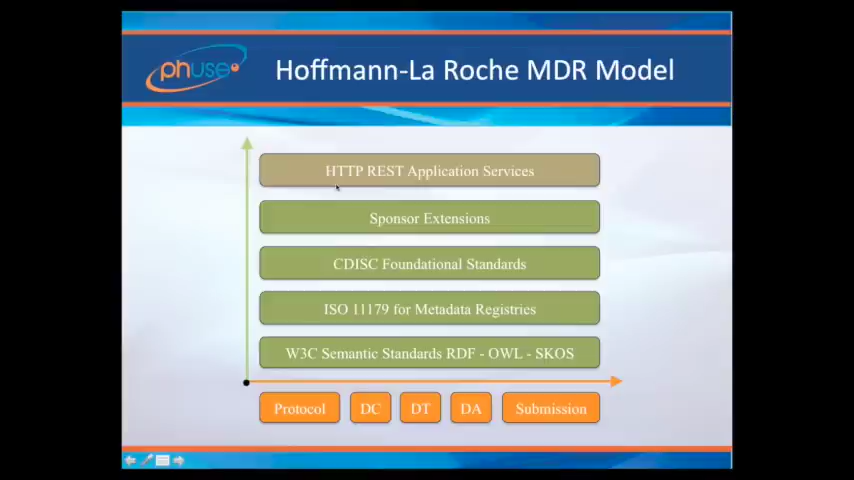 phuse
Hoffmann-La Roche MDR Model
HTTP REST Application Services
Sponsor Extensions
CDISC Foundational Standards
ISO 11179 for Metadata Registries
W3C Semantic Standards RDF - OWL - SKOS
Protocol DC DT DA Submission